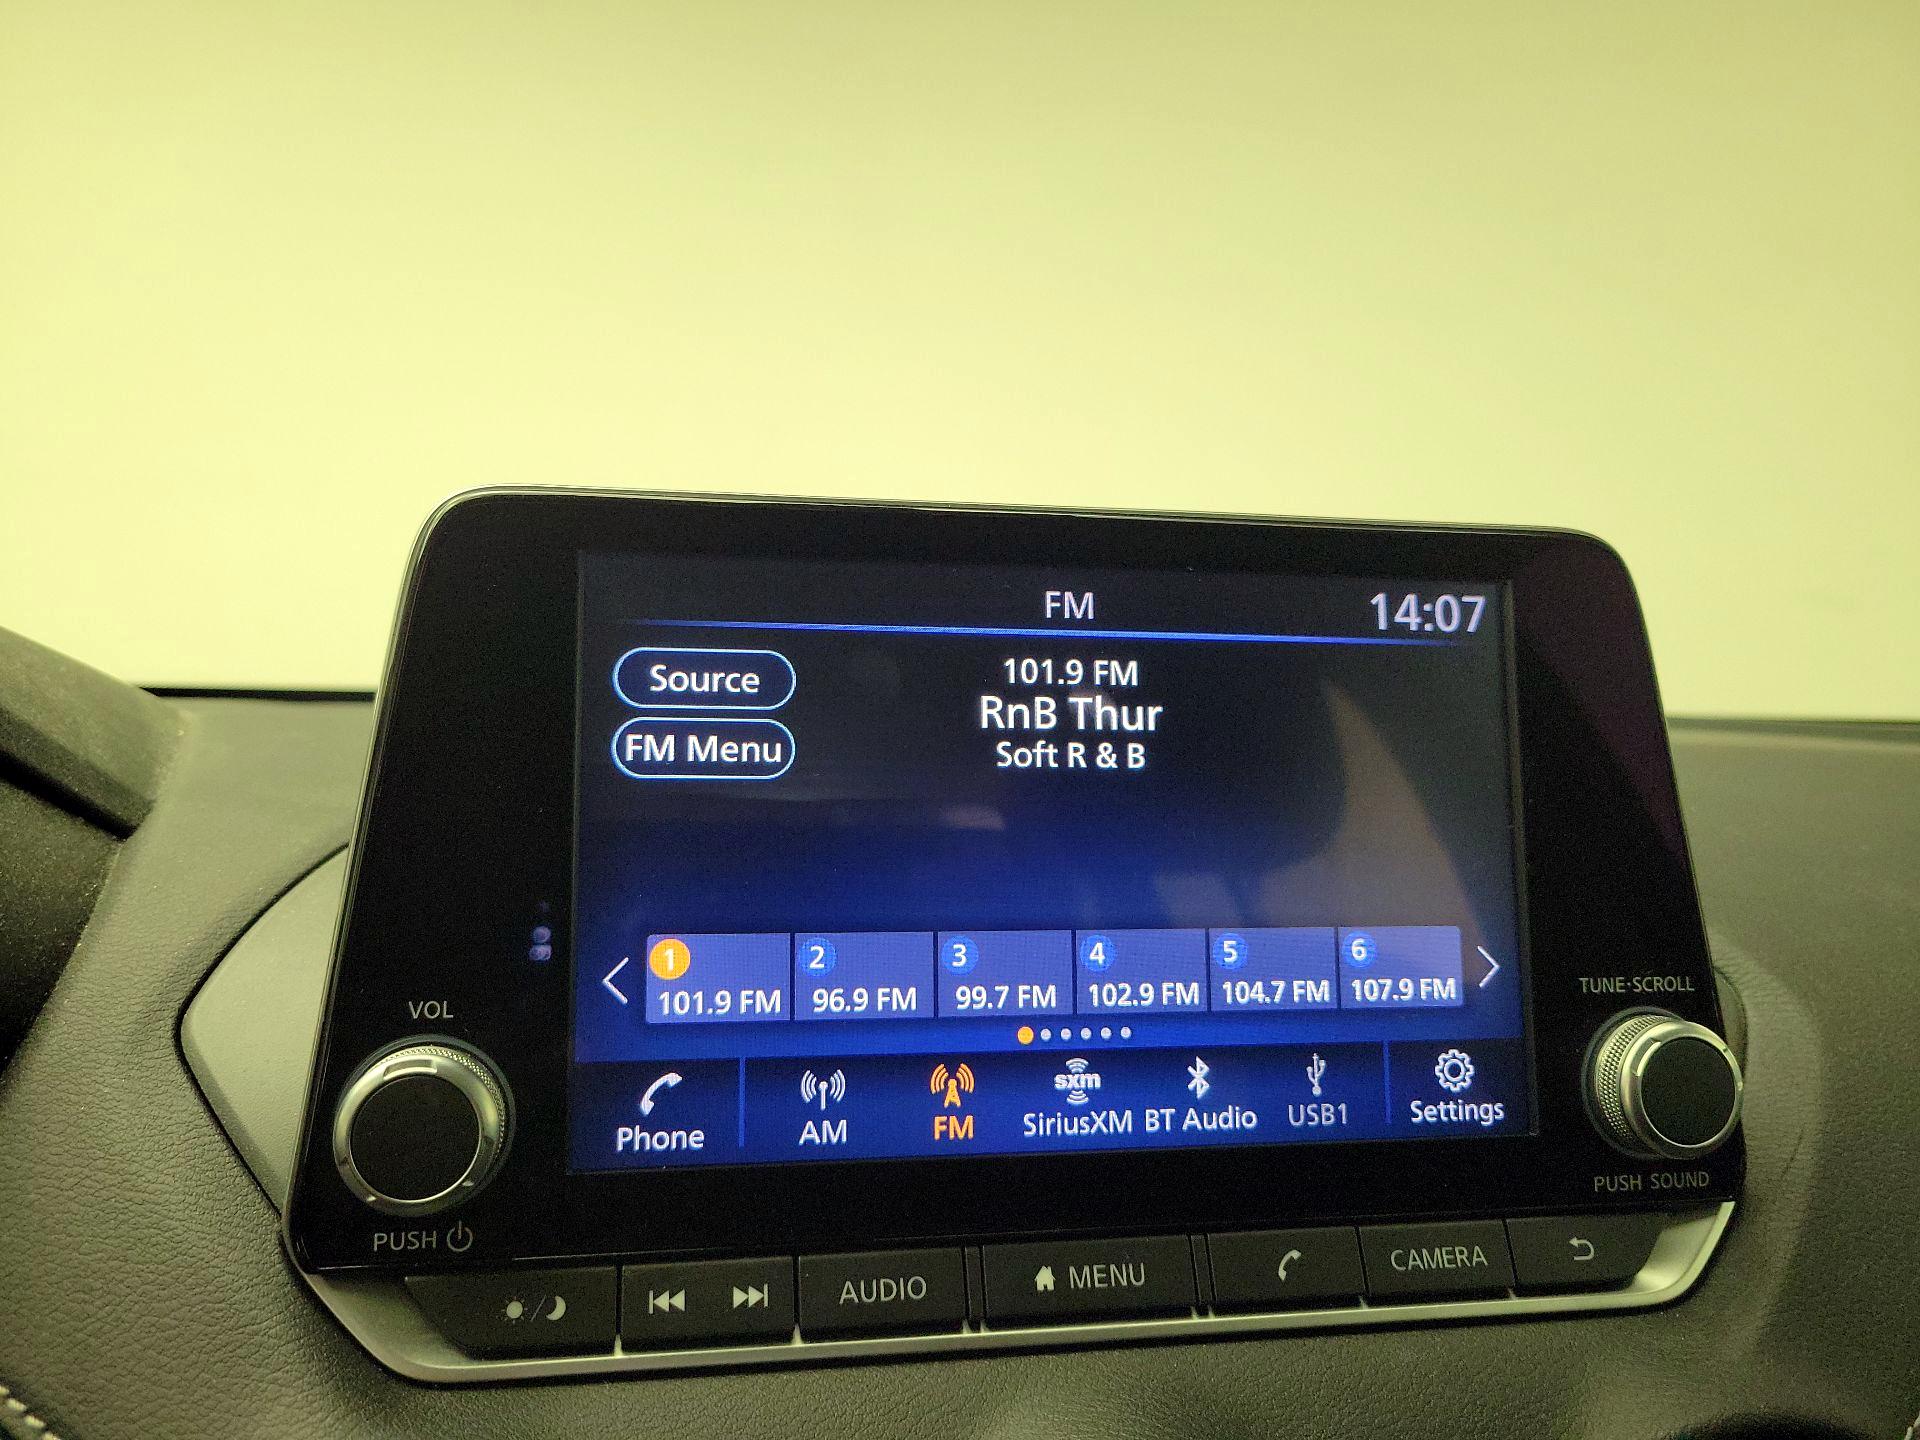 FM
14:07
Source
101.9 FM
RnB Thur
FM Menu
Soft R & B
1
2
3
4
5
6
101.9 FM
96.9 FM
99.7 FM
102.9 FM
104.7 FM
107.9 FM
TUNE·SCROLL
VOL
Phone
AM
FM
sxm
SiriusXM
BT Audio
USB1
Settings
PUSH SOUND
PUSH
AUDIO
MENU
CAMERA